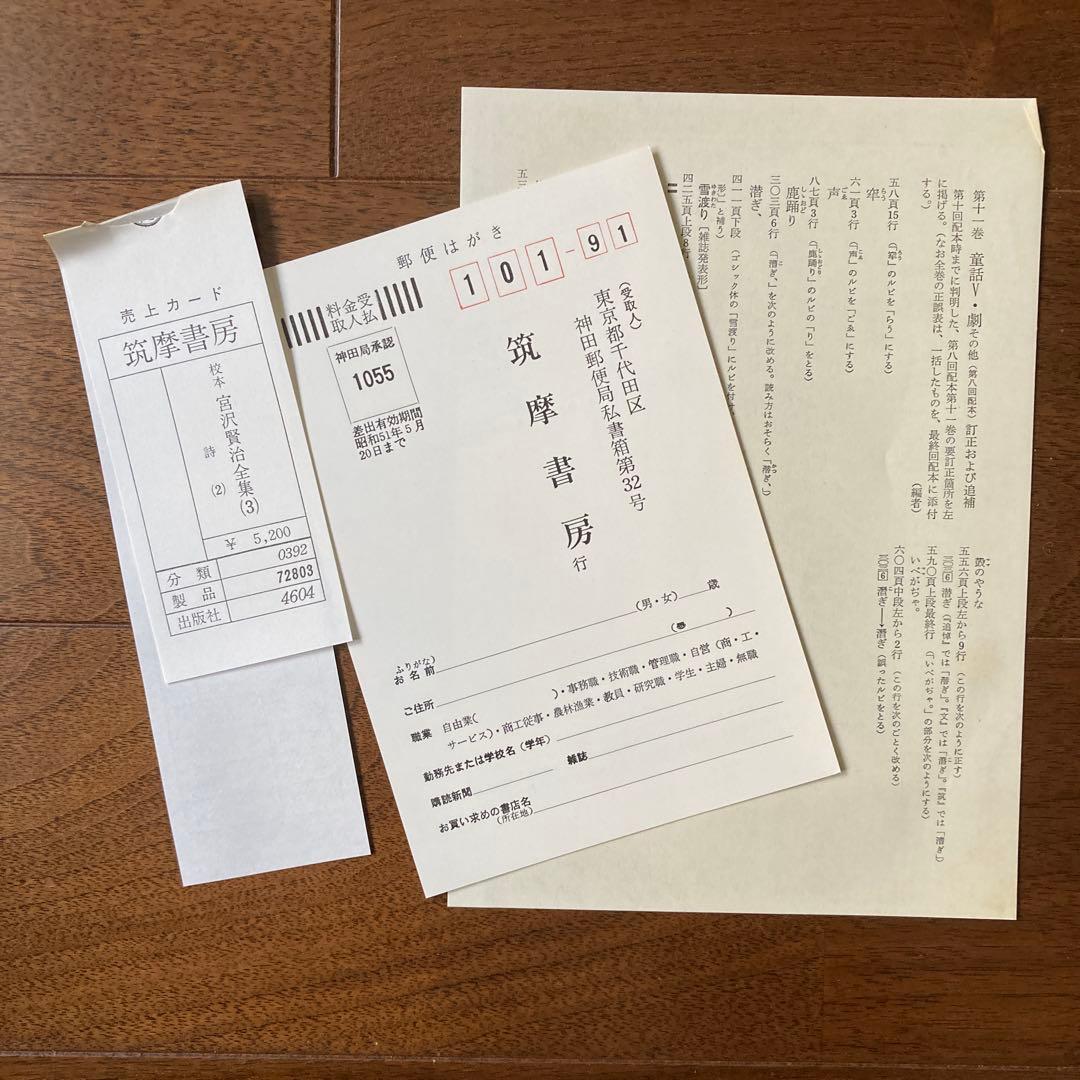 売上カード
筑摩書房
校本 宮沢賢治全集(3)
詩 (2)
¥ 5,200
0392
分類
製品 72803
出版社 4604
郵便はがき
101-91
料金受
取人払
神田局承認
1055
差出有効期間
昭和51年5月
20日まで
(受取人)
東京都千代田区
神田郵便局私書箱第32号
筑摩書房 行
(男・女) 歳
ふりがな)
お名前
(巻 )
ご住所
職業 自由業( )・事務職・技術職・管理職・自営(商・工・
サービス)・商工従事・農林漁業・教員・研究職・学生・主婦・無職
勤務先または学校名(学年)
購読新聞 雑誌
お買い求めの書店名
(所在地)
第十一巻 童話Ⅴ・劇その他(第八回配本)訂正および追補
第十回配本時までに判明した、第八回配本第十一巻の要訂正箇所を左
に掲げる。(なお全巻の正誤表は、一括したものを、最終回配本に添付
する。)
(編者)
五八頁15行 (「牢」のルビを「らう」にする)
牢
六一頁3行 (「声」のルビを「ごゑ」にする)
声
八七頁3行 (「鹿踊り」のルビの「り」をとる)
鹿踊り
三〇三頁6行 (「潜ぎ、」を次のように改める。読み方はおそらく「潜ぎ、」)
潜ぎ、
四一一頁下段 (ゴシック体の「雪渡り」にルビを付す
形〕」と補う)
雪渡り〔雑誌発表形〕
四二五頁上段8行
のやうな
五五六頁上段左から9行 (この行を次のように正す)
五九〇頁上段最終行 (「いべがぢゃ。」の部分を次のようにする)
いべがぢゃ。
六〇四頁中段左から2行 (この行を次のごとく改める)
(誤ったルビをとる)